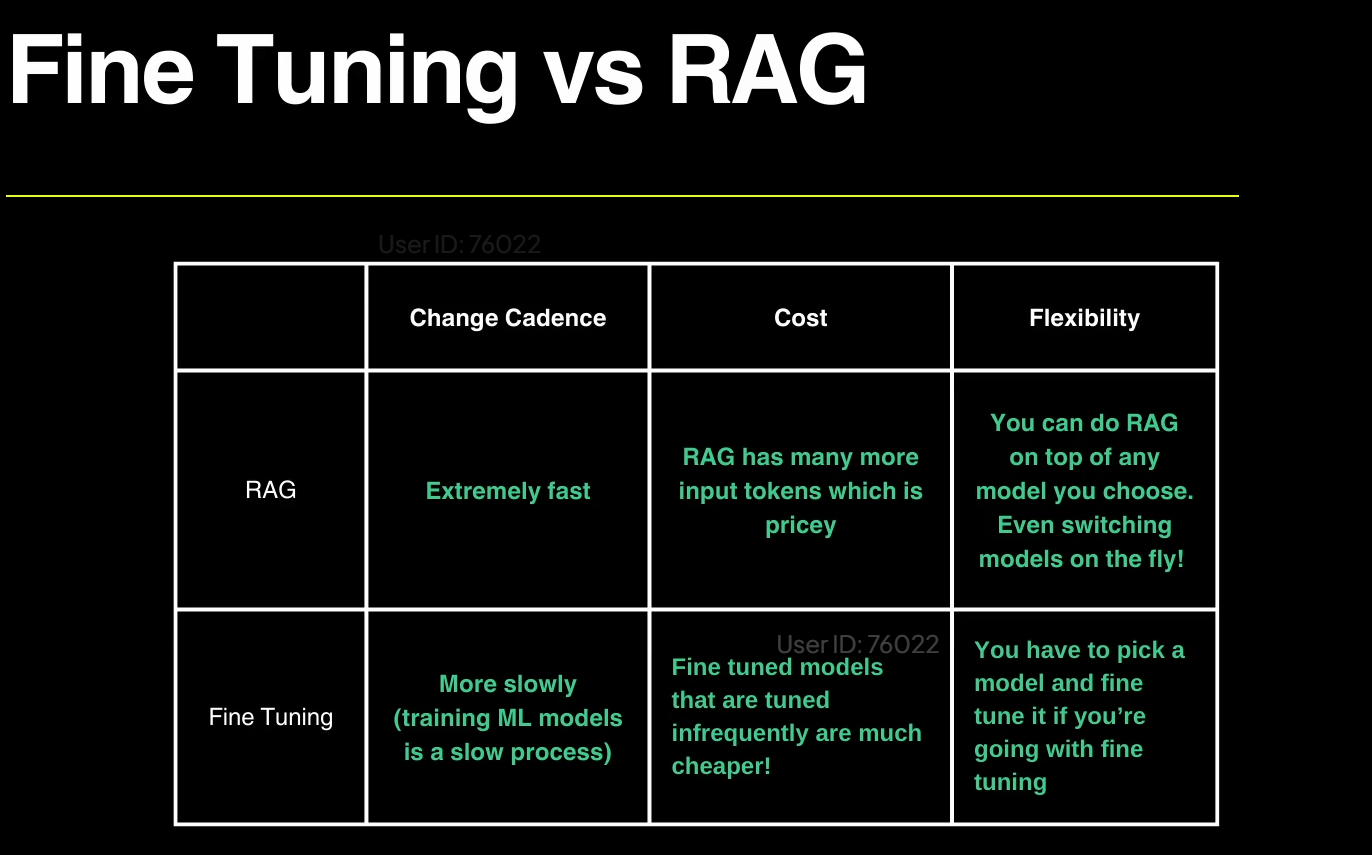 Fine Tuning vs RAG
User ID: 76022
Change Cadence
Cost
Flexibility
RAG
Extremely fast
RAG has many more
input tokens which is
pricey
You can do RAG
on top of any
model you choose.
Even switching
models on the fly!
Fine Tuning
More slowly
(training ML models
is a slow process)
User ID: 76022
Fine tuned models
that are tuned
infrequently are much
cheaper!
You have to pick a
model and fine
tune it if you’re
going with fine
tuning